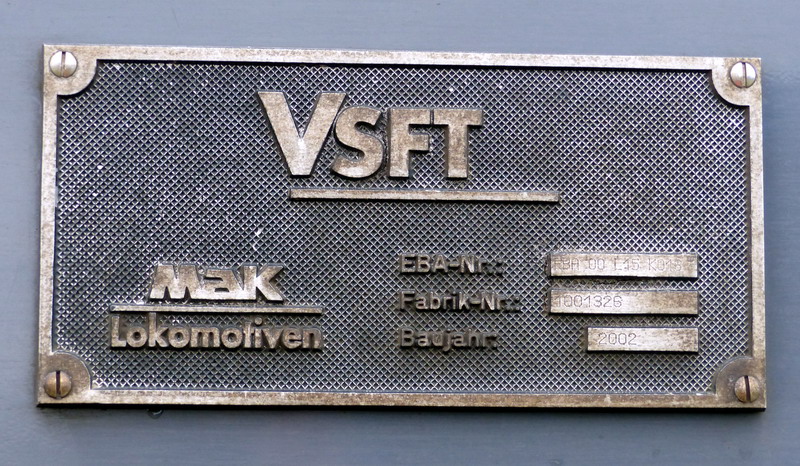 VSFT
MaK
Lokomotiven
EBA-Nr.:
Fabrik-Nr.: 1001326
Baujahr: 2002